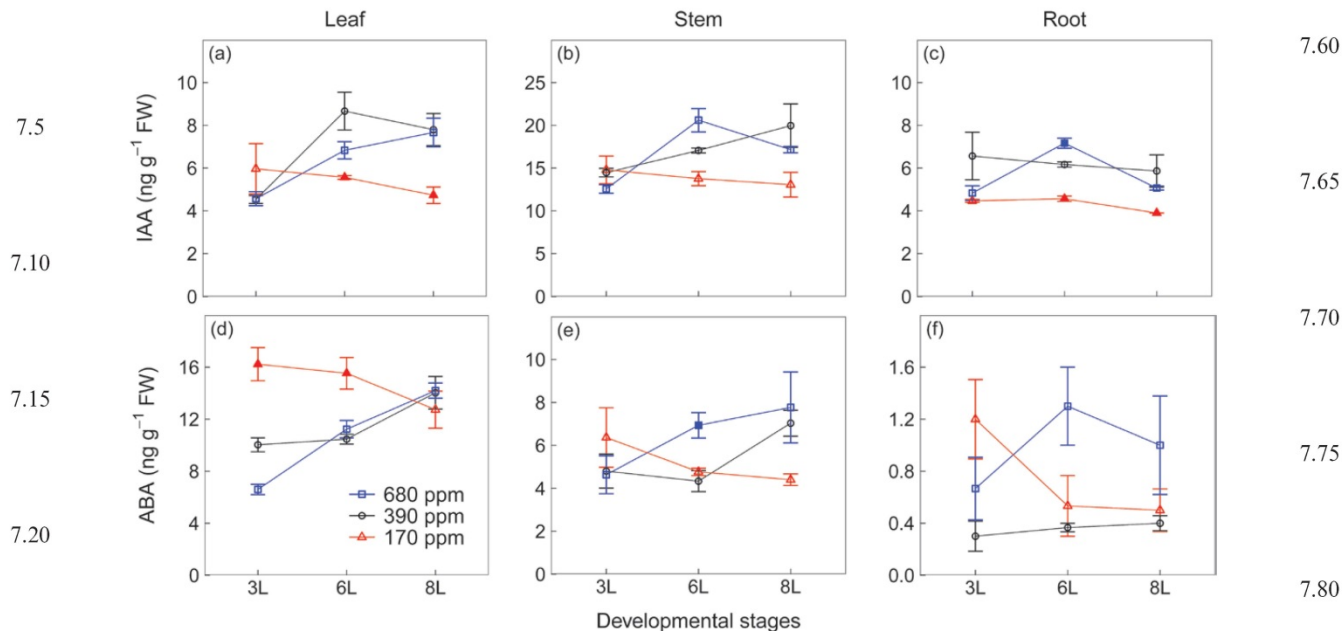 Leaf Stem Root
7.5
7.10
7.15
7.20
7.60
7.65
7.70
7.75
7.80
IAA (ng g⁻¹ FW)
(a)
10
8
6
4
2
0
(b)
25
20
15
10
5
0
(c)
10
8
6
4
2
0
ABA (ng g⁻¹ FW)
(d)
16
12
8
4
0
680 ppm
390 ppm
170 ppm
3L 6L 8L
(e)
10
8
6
4
2
0
3L 6L 8L
(f)
1.6
1.2
0.8
0.4
0.0
3L 6L 8L
Developmental stages